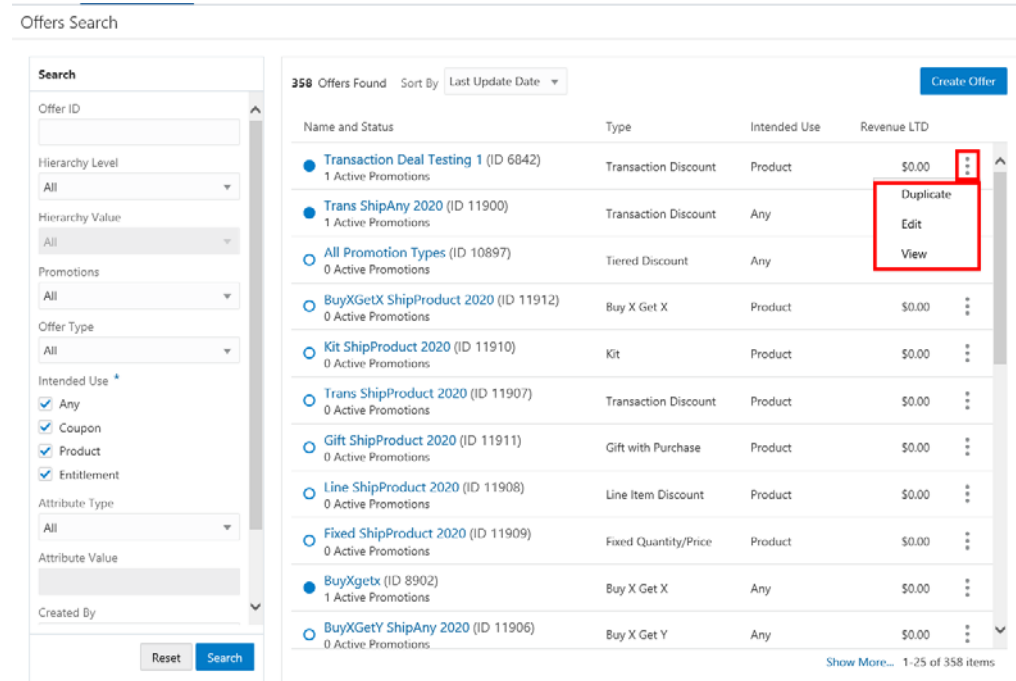 Offers Search
Search
Offer ID
Hierarchy Level
All
Hierarchy Value
All
Promotions
All
Offer Type
All
Intended Use *
Any
Coupon
Product
Entitlement
Attribute Type
All
Attribute Value
Created By
Reset Search
358 Offers Found Sort By Last Update Date Create Offer
Name and Status Type Intended Use Revenue LTD
Transaction Deal Testing 1 (ID 6842) Transaction Discount Product $0.00
1 Active Promotions
Duplicate
Edit
View
Trans ShipAny 2020 (ID 11900) Transaction Discount Any
1 Active Promotions
All Promotion Types (ID 10897) Tiered Discount Any
0 Active Promotions
BuyXGetX ShipProduct 2020 (ID 11912) Buy X Get X Product $0.00
0 Active Promotions
Kit ShipProduct 2020 (ID 11910) Kit Product $0.00
0 Active Promotions
Trans ShipProduct 2020 (ID 11907) Transaction Discount Product $0.00
0 Active Promotions
Gift ShipProduct 2020 (ID 11911) Gift with Purchase Product $0.00
0 Active Promotions
Line ShipProduct 2020 (ID 11908) Line Item Discount Product $0.00
0 Active Promotions
Fixed ShipProduct 2020 (ID 11909) Fixed Quantity/Price Product $0.00
0 Active Promotions
BuyXgetx (ID 8902) Buy X Get X Any $0.00
1 Active Promotions
BuyXGetY ShipAny 2020 (ID 11906) Buy X Get Y Any $0.00
0 Active Promotions
Show More... 1-25 of 358 items